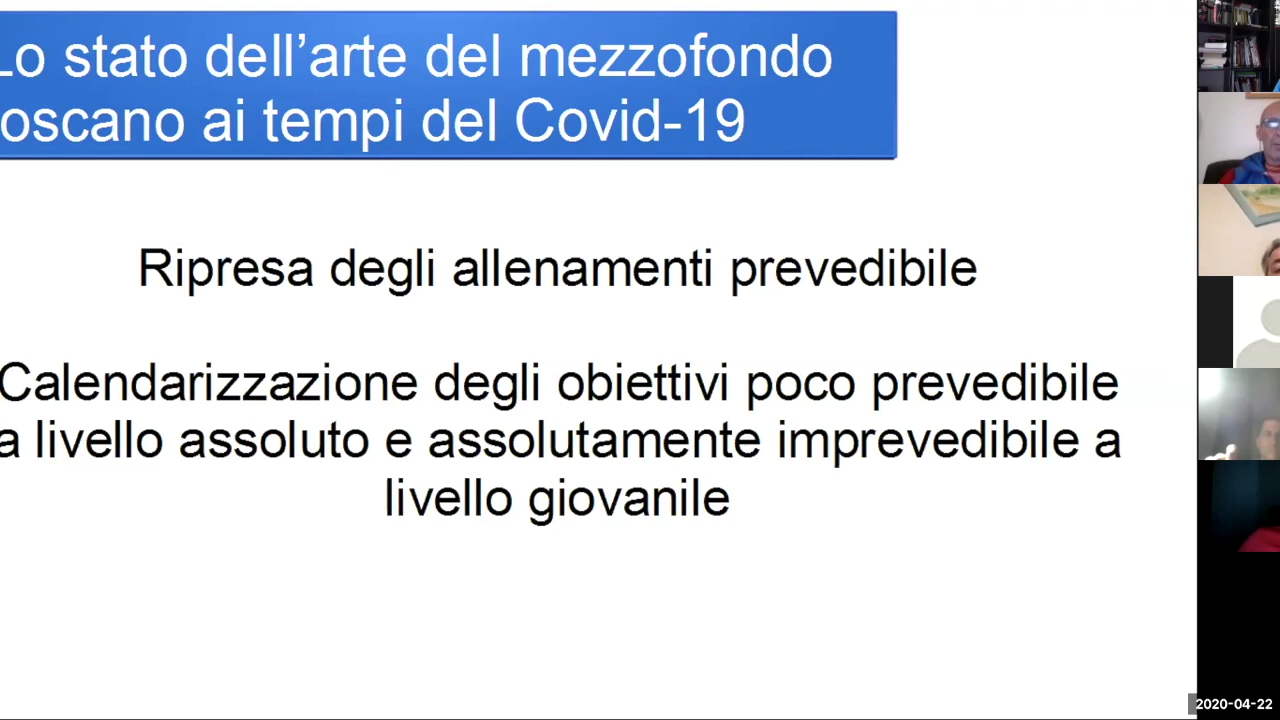 Lo stato dell’arte del mezzofondo
oscano ai tempi del Covid-19
Ripresa degli allenamenti prevedibile
Calendarizzazione degli obiettivi poco prevedibile
a livello assoluto e assolutamente imprevedibile a
livello giovanile
2020-04-22